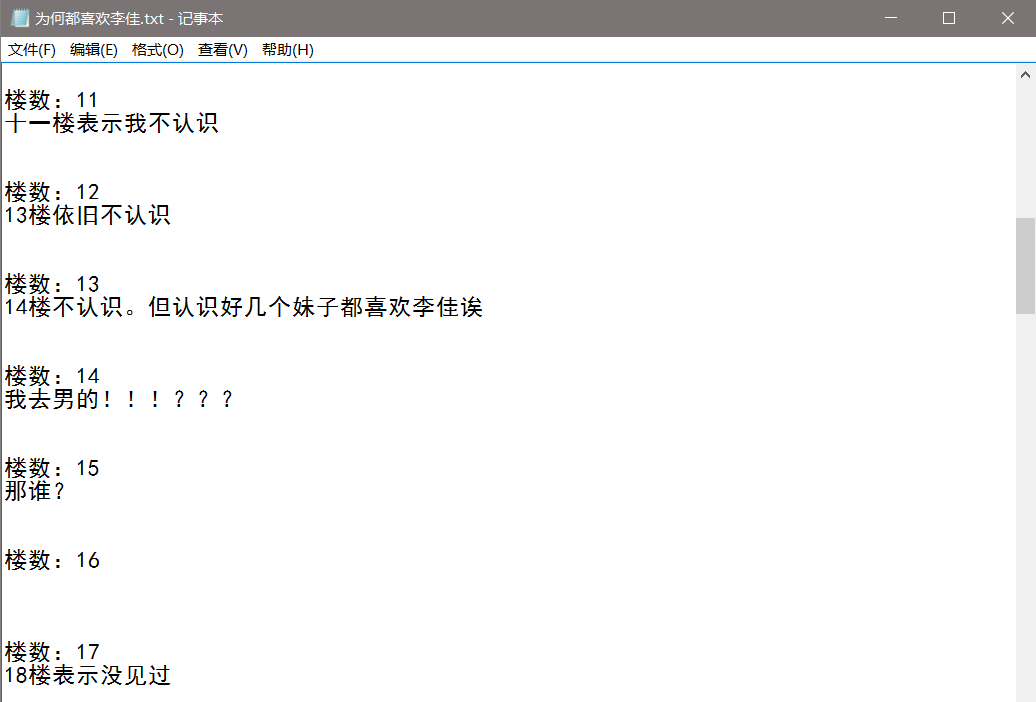 为何都喜欢李佳.txt - 记事本
文件(F) 编辑(E) 格式(O) 查看(V) 帮助(H)
楼数：11
十一楼表示我不认识
楼数：12
13楼依旧不认识
楼数：13
14楼不认识。但认识好几个妹子都喜欢李佳诶
楼数：14
我去男的！！！？？？
楼数：15
那谁？
楼数：16
楼数：17
18楼表示没见过